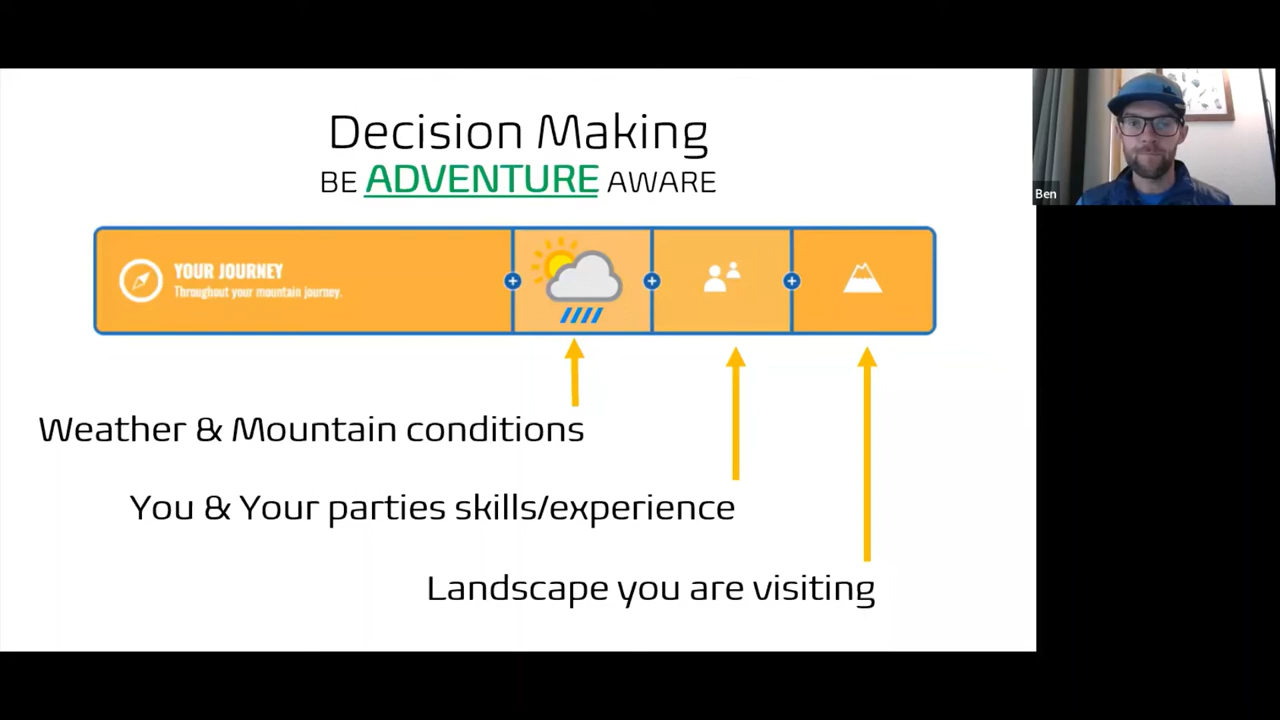 Decision Making
BE ADVENTURE AWARE
YOUR JOURNEY
Throughout your mountain journey.
Weather & Mountain conditions
You & Your parties skills/experience
Landscape you are visiting
Ben